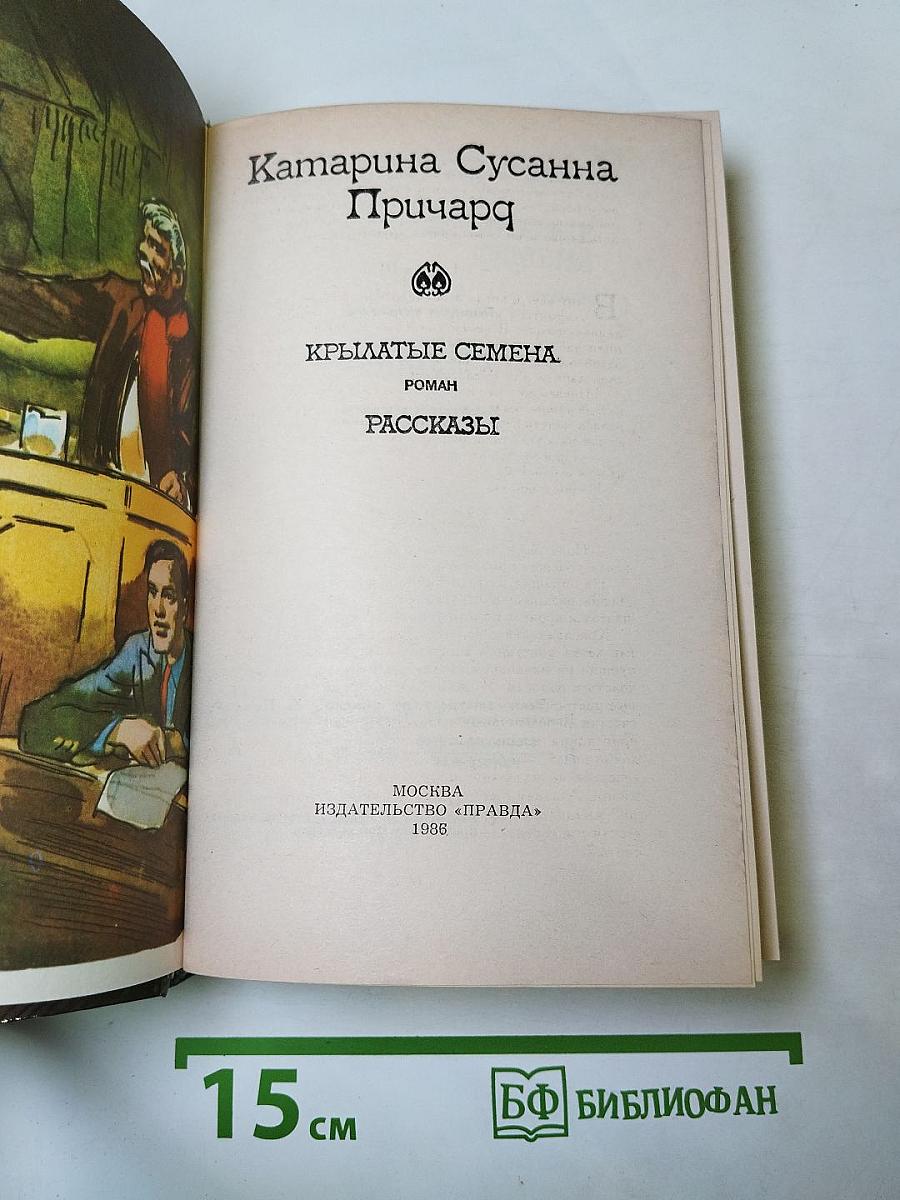 Катарина Сусанна
Причард
КРЫЛАТЫЕ СЕМЕНА
РОМАН
РАССКАЗЫ
МОСКВА
ИЗДАТЕЛЬСТВО «ПРАВДА»
1986
15 см
БФ БИБЛИОФАН